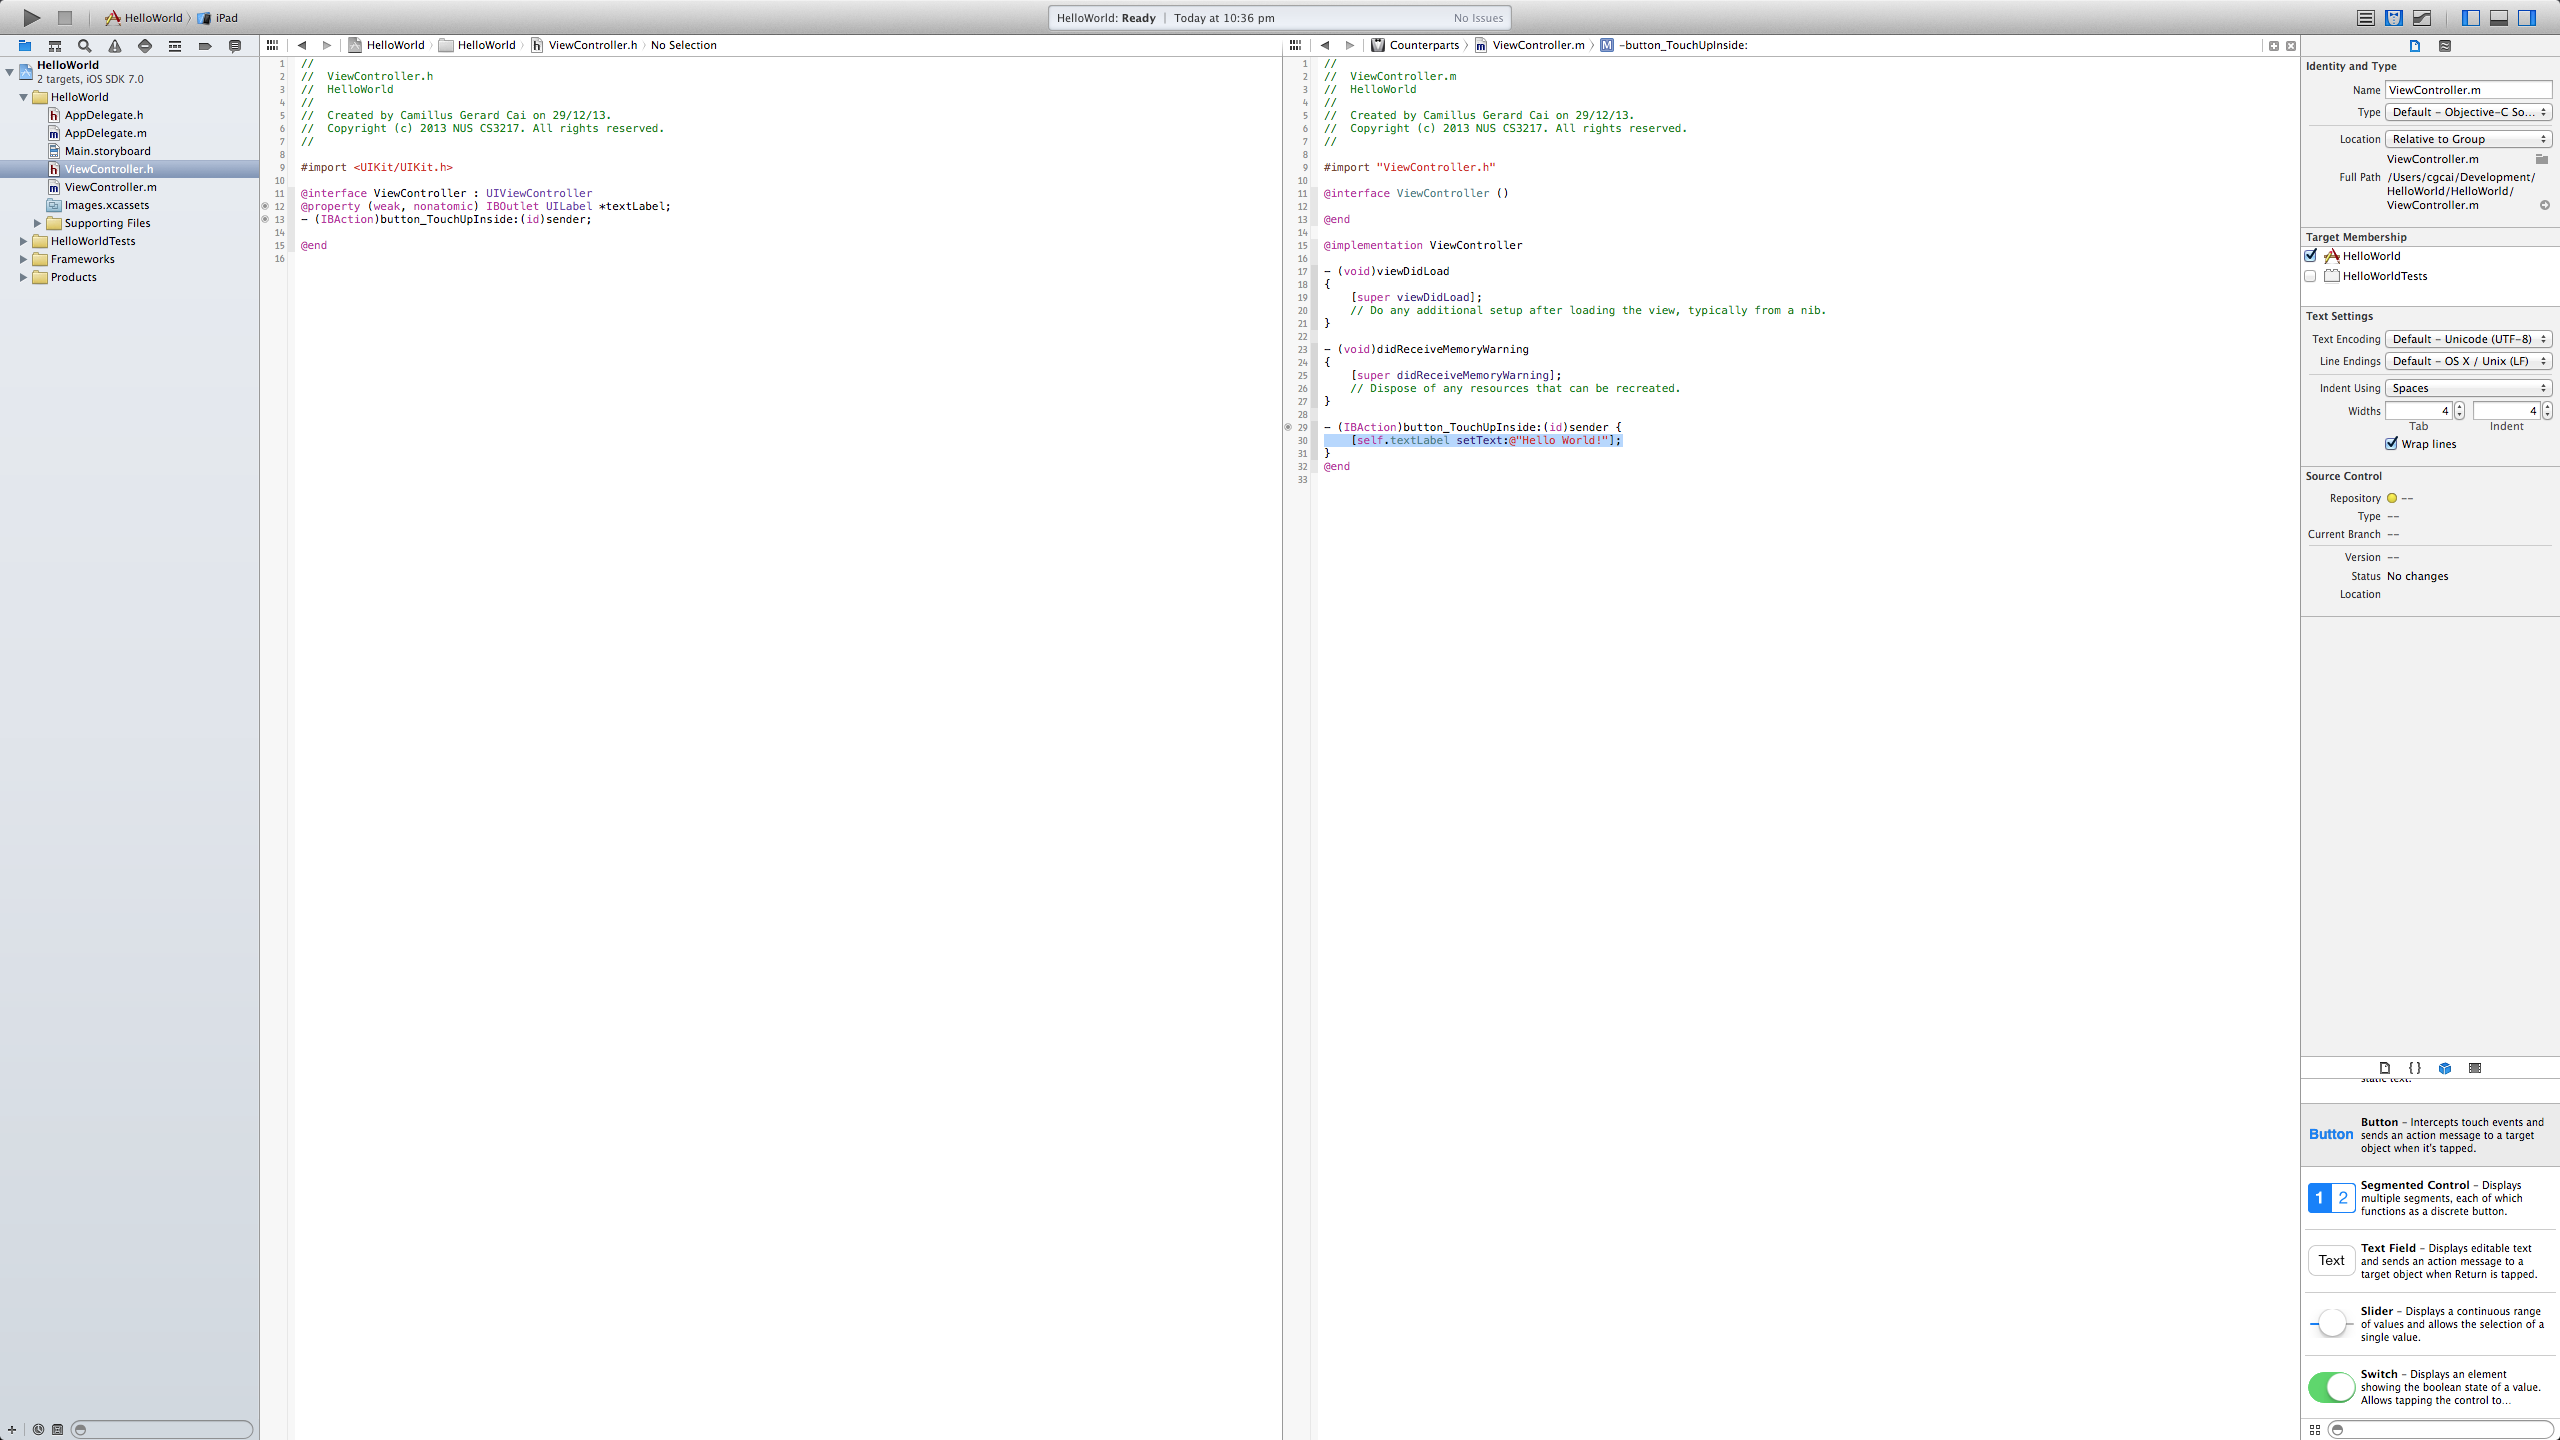 HelloWorld
iPad
HelloWorld: Ready | Today at 10:36 pm
No Issues
HelloWorld
2 targets, iOS SDK 7.0
HelloWorld
AppDelegate.h
AppDelegate.m
Main.storyboard
ViewController.h
ViewController.m
Images.xcassets
Supporting Files
HelloWorldTests
Frameworks
Products
HelloWorld
HelloWorld
ViewController.h
No Selection
1 //
2 //  ViewController.h
3 //  HelloWorld
4 //
5 //  Created by Camillus Gerard Cai on 29/12/13.
6 //  Copyright (c) 2013 NUS CS3217. All rights reserved.
7 //
8
9 #import <UIKit/UIKit.h>
10
11 @interface ViewController : UIViewController
12 @property (weak, nonatomic) IBOutlet UILabel *textLabel;
13 - (IBAction)button_TouchUpInside:(id)sender;
14
15 @end
16
Counterparts
ViewController.m
M -button_TouchUpInside:
1 //
2 //  ViewController.m
3 //  HelloWorld
4 //
5 //  Created by Camillus Gerard Cai on 29/12/13.
6 //  Copyright (c) 2013 NUS CS3217. All rights reserved.
7 //
8
9 #import "ViewController.h"
10
11 @interface ViewController ()
12
13 @end
14
15 @implementation ViewController
16
17 - (void)viewDidLoad
18 {
19     [super viewDidLoad];
20     // Do any additional setup after loading the view, typically from a nib.
21 }
22
23 - (void)didReceiveMemoryWarning
24 {
25     [super didReceiveMemoryWarning];
26     // Dispose of any resources that can be recreated.
27 }
28
29 - (IBAction)button_TouchUpInside:(id)sender {
30     [self.textLabel setText:@"Hello World!"];
31 }
32 @end
33
Identity and Type
Name ViewController.m
Type Default - Objective-C So...
Location Relative to Group
ViewController.m
Full Path /Users/cgcai/Development/
HelloWorld/HelloWorld/
ViewController.m
Target Membership
HelloWorld
HelloWorldTests
Text Settings
Text Encoding Default - Unicode (UTF-8)
Line Endings Default - OS X / Unix (LF)
Indent Using Spaces
Widths 4 4
Tab Indent
Wrap lines
Source Control
Repository --
Type --
Current Branch --
Version --
Status No changes
Location
{ }
static text.
Button
Button - Intercepts touch events and
sends an action message to a target
object when it's tapped.
1 2
Segmented Control - Displays
multiple segments, each of which
functions as a discrete button.
Text
Text Field - Displays editable text
and sends an action message to a
target object when Return is tapped.
Slider - Displays a continuous range
of values and allows the selection of a
single value.
Switch - Displays an element
showing the boolean state of a value.
Allows tapping the control to...